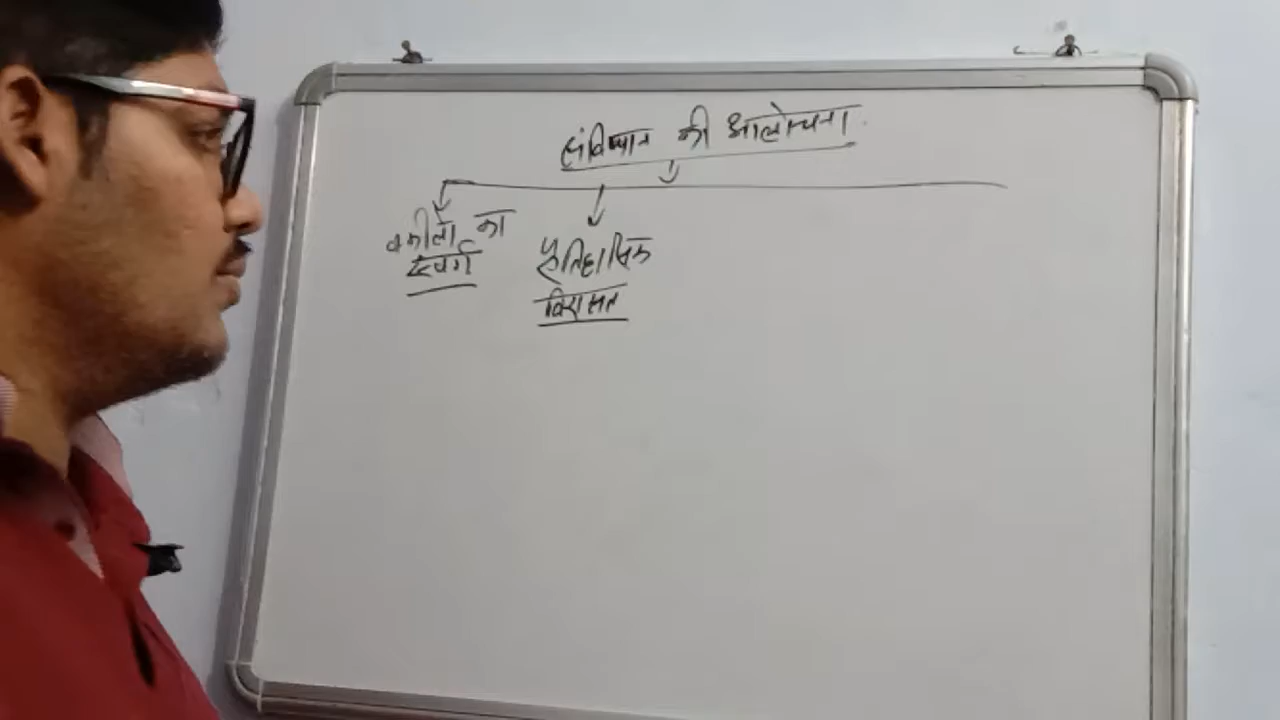 संविधान की आलोचना
वकीलों का
स्वर्ग
ऐतिहासिक
विरासत